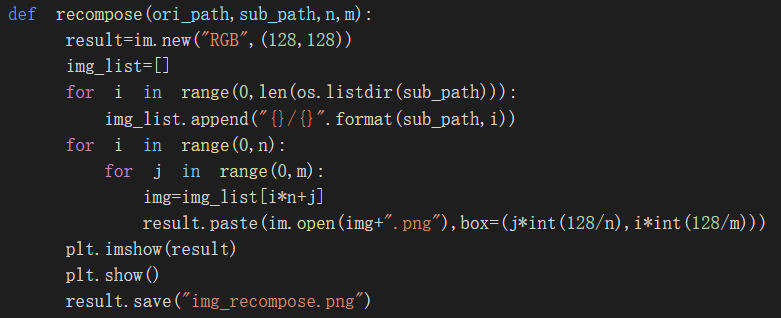 def recompose(ori_path,sub_path,n,m):
    result=im.new("RGB",(128,128))
    img_list=[]
    for i in range(0,len(os.listdir(sub_path))):
        img_list.append("{}/{}".format(sub_path,i))
    for i in range(0,n):
        for j in range(0,m):
            img=img_list[i*n+j]
            result.paste(im.open(img+".png"),box=(j*int(128/n),i*int(128/m)))
    plt.imshow(result)
    plt.show()
    result.save("img_recompose.png")